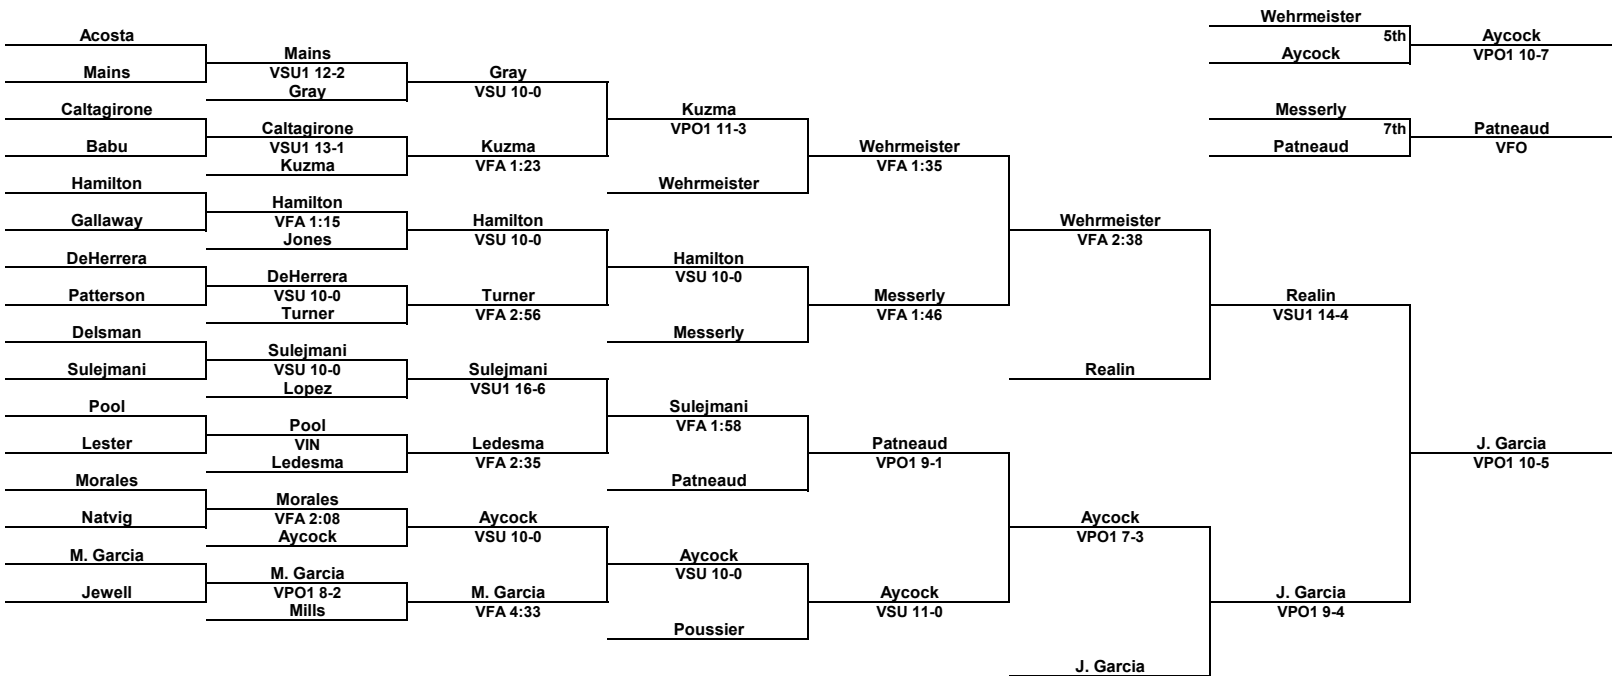 Acosta
Mains
Caltagirone
Babu
Hamilton
Gallaway
DeHerrera
Patterson
Delsman
Sulejmani
Pool
Lester
Morales
Natvig
M. Garcia
Jewell
Mains
VSU1 12-2
Gray
Caltagirone
VSU1 13-1
Kuzma
Hamilton
VFA 1:15
Jones
DeHerrera
VSU 10-0
Turner
Sulejmani
VSU 10-0
Lopez
Pool
VIN
Ledesma
Morales
VFA 2:08
Aycock
M. Garcia
VPO1 8-2
Mills
Gray
VSU 10-0
Kuzma
VFA 1:23
Hamilton
VSU 10-0
Turner
VFA 2:56
Sulejmani
VSU1 16-6
Ledesma
VFA 2:35
Aycock
VSU 10-0
M. Garcia
VFA 4:33
Kuzma
VPO1 11-3
Wehrmeister
Hamilton
VSU 10-0
Messerly
Sulejmani
VFA 1:58
Patneaud
Aycock
VSU 10-0
Poussier
Wehrmeister
VFA 1:35
Messerly
VFA 1:46
Patneaud
VPO1 9-1
Aycock
VSU 11-0
Wehrmeister
VFA 2:38
Realin
Aycock
VPO1 7-3
J. Garcia
Realin
VSU1 14-4
J. Garcia
VPO1 9-4
J. Garcia
VPO1 10-5
Wehrmeister
5th
Aycock
Aycock
VPO1 10-7
Messerly
7th
Patneaud
Patneaud
VFO